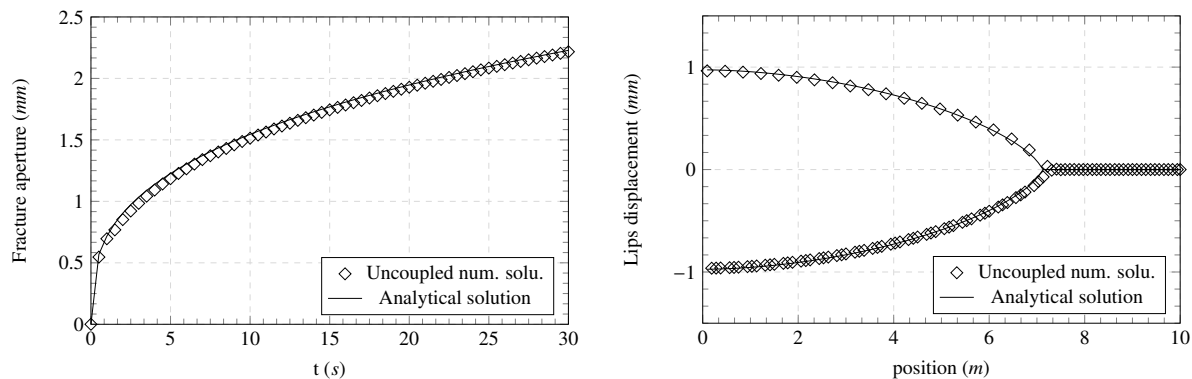 2.5
2
1.5
1
0.5
0
0 5 10 15 20 25 30
Fracture aperture (mm)
t (s)
Uncoupled num. solu.
Analytical solution
1
0
−1
0 2 4 6 8 10
Lips displacement (mm)
position (m)
Uncoupled num. solu.
Analytical solution